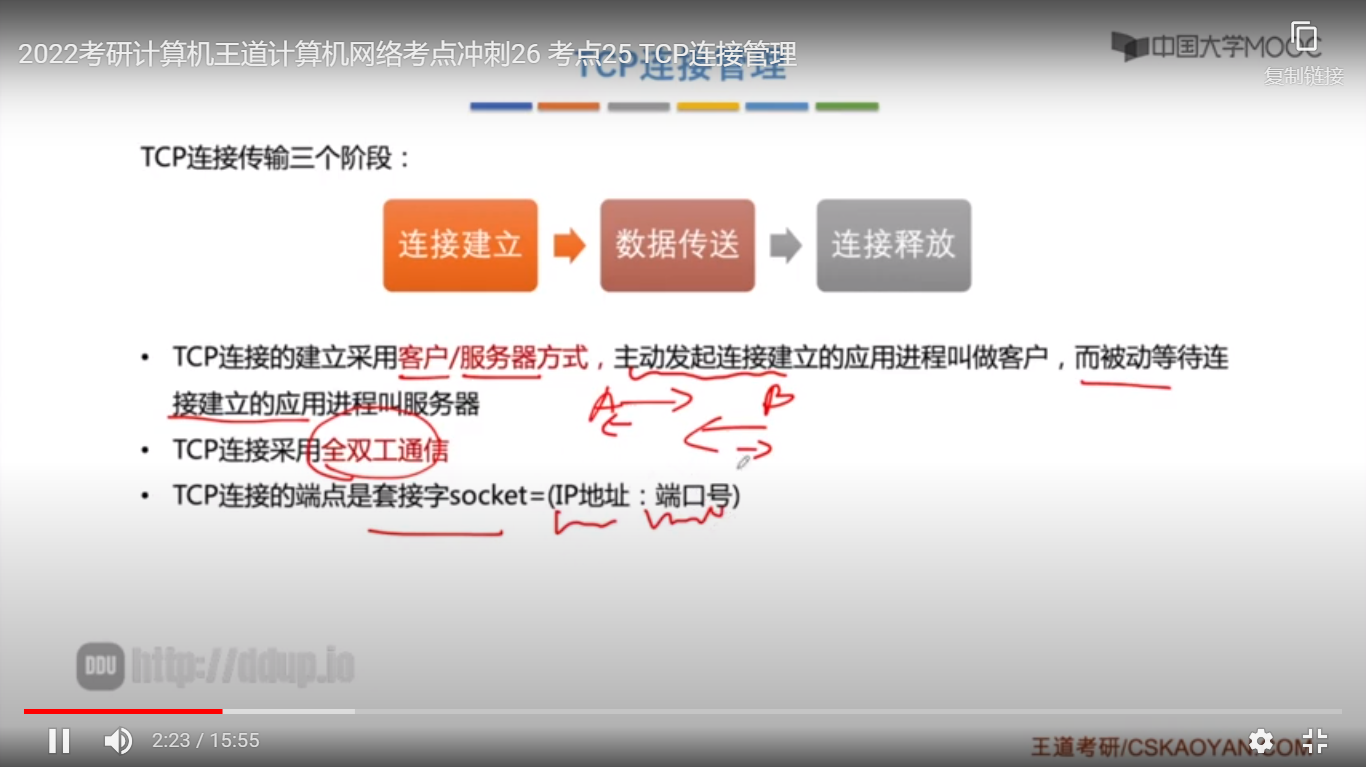 2022考研计算机王道计算机网络考点冲刺26 考点25 TCP连接管理
TCP连接管理
中国大学MOOC
复制链接
TCP连接传输三个阶段：
连接建立
数据传送
连接释放
• TCP连接的建立采用客户/服务器方式，主动发起连接建立的应用进程叫做客户，而被动等待连
接建立的应用进程叫服务器
A B
• TCP连接采用全双工通信
• TCP连接的端点是套接字socket=(IP地址：端口号)
DDU http://ddup.io
2:23 / 15:55
王道考研/CSKAOYAN.COM